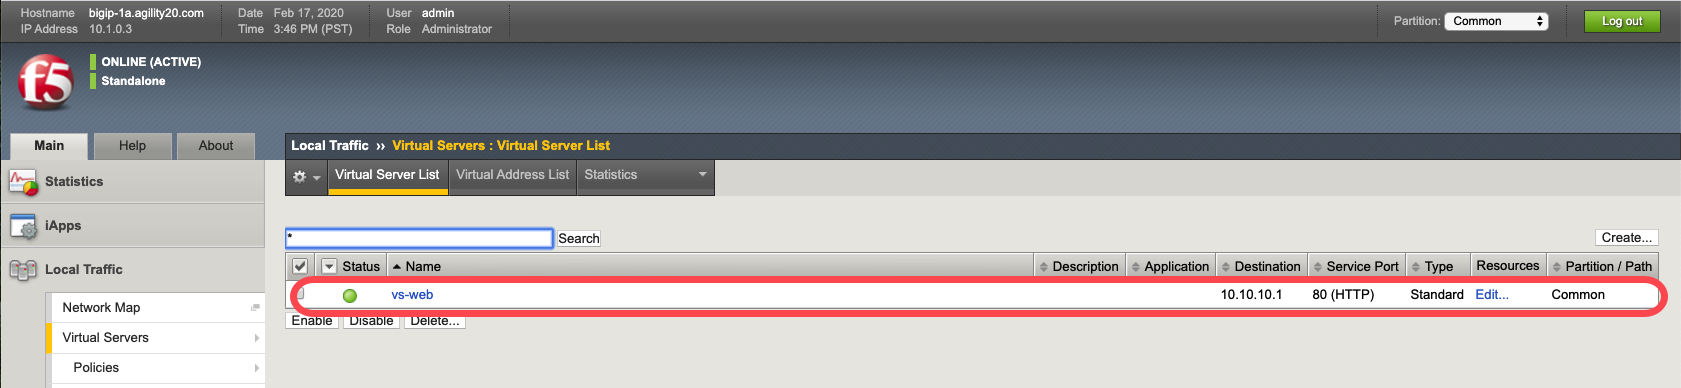 Hostname bigip-1a.agility20.com Date Feb 17, 2020 User admin
IP Address 10.1.0.3 Time 3:46 PM (PST) Role Administrator
Partition: Common Log out
f5
ONLINE (ACTIVE)
Standalone
Main Help About
Local Traffic ›› Virtual Servers : Virtual Server List
Virtual Server List Virtual Address List Statistics
Statistics
iApps
Local Traffic
Network Map
Virtual Servers
Policies
* Search Create...
Status Name Description Application Destination Service Port Type Resources Partition / Path
vs-web 10.10.10.1 80 (HTTP) Standard Edit... Common
Enable Disable Delete...